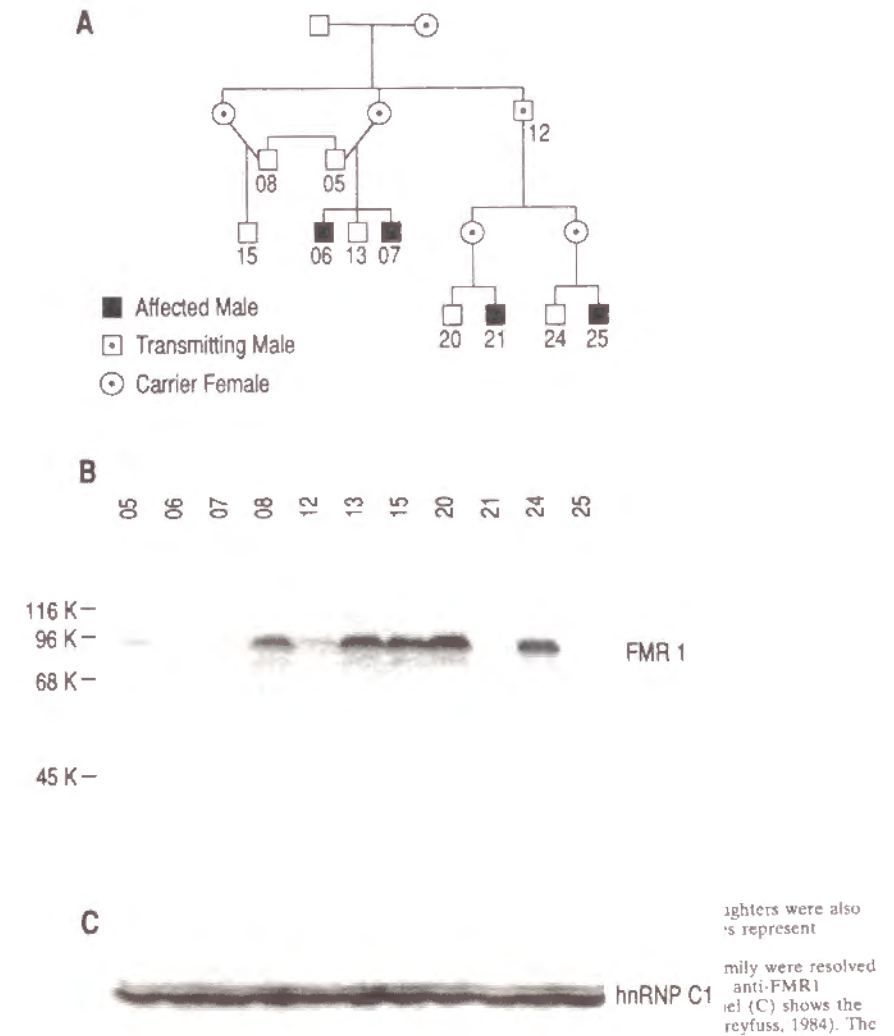 A
12
08 05
15 06 13 07
Affected Male
Transmitting Male
Carrier Female
20 21 24 25
B
05 06 07 08 12 13 15 20 21 24 25
116 K
96 K
68 K
45 K
FMR 1
C
hnRNP C1
ghters were also
s represent
mily were resolved
anti-FMR1
el (C) shows the
reyfuss, 1984). The